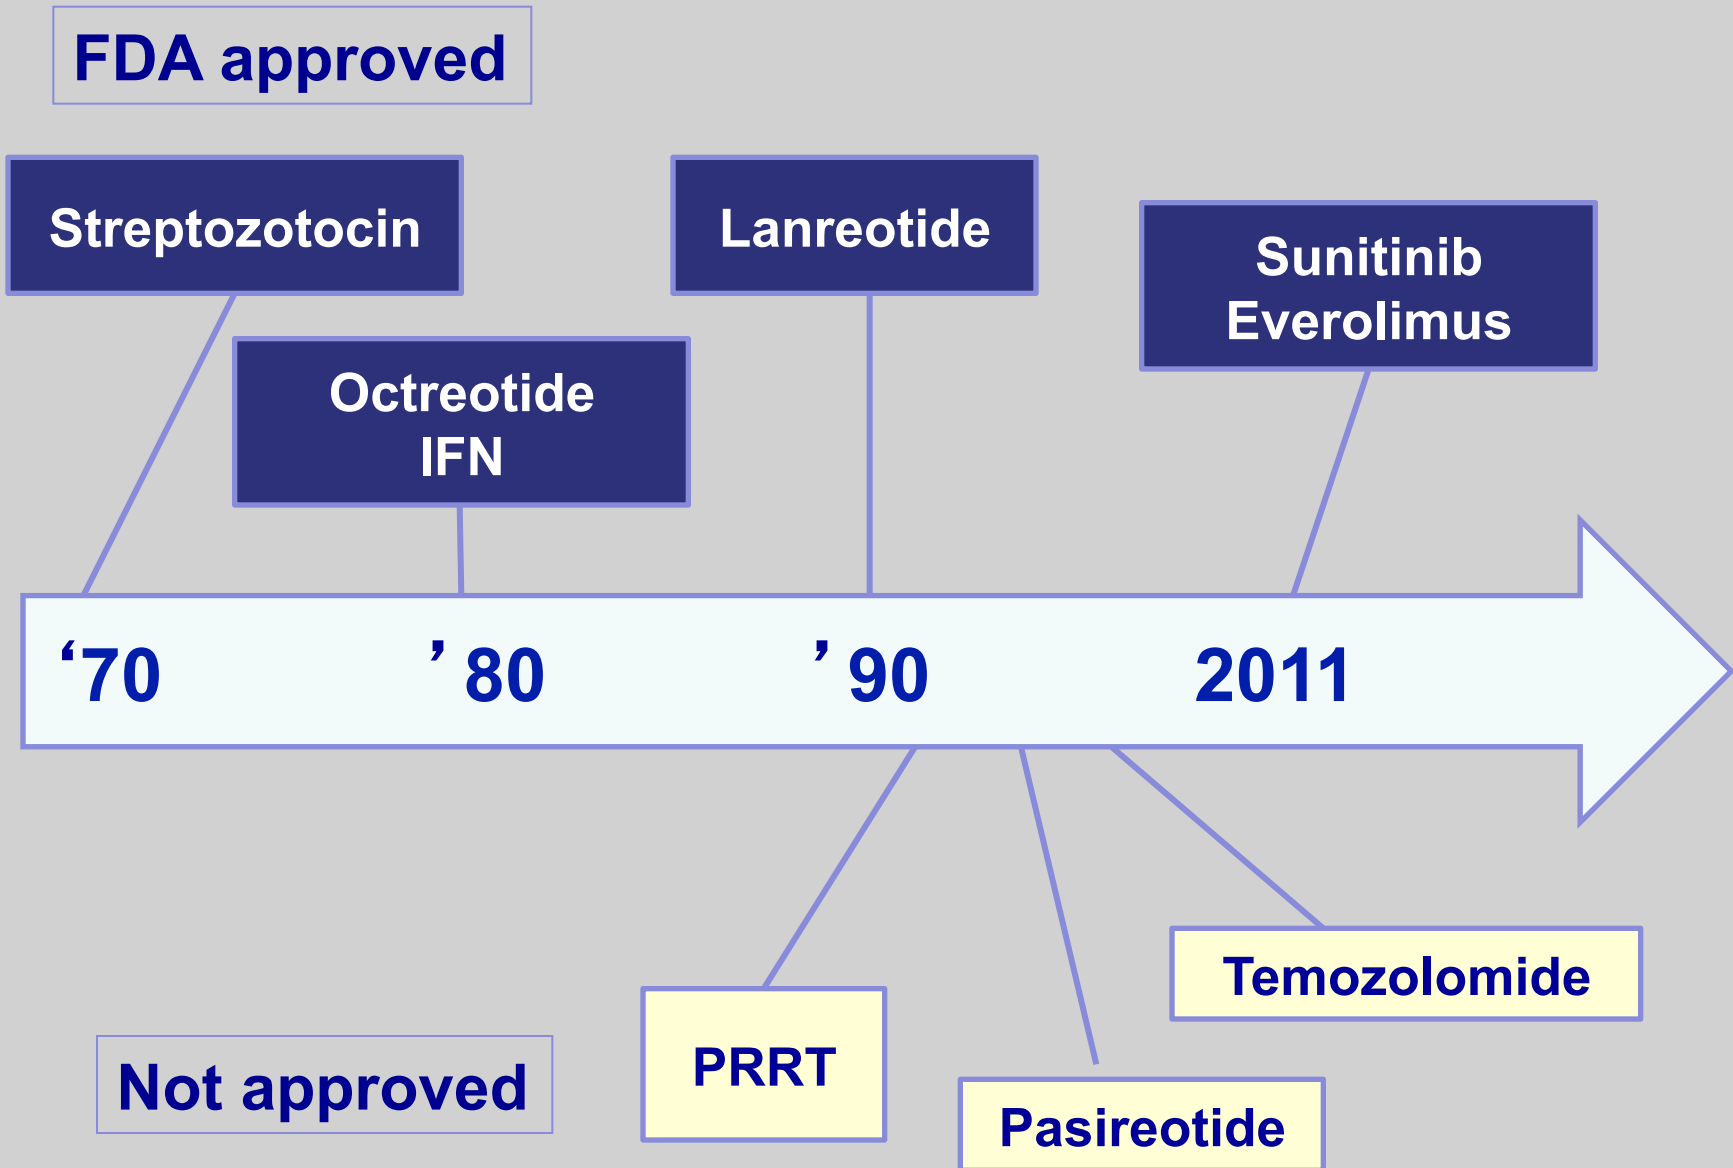 FDA approved
Streptozotocin
Lanreotide
Sunitinib
Everolimus
Octreotide
IFN
‘70
’ 80
’ 90
2011
Temozolomide
PRRT
Not approved
Pasireotide